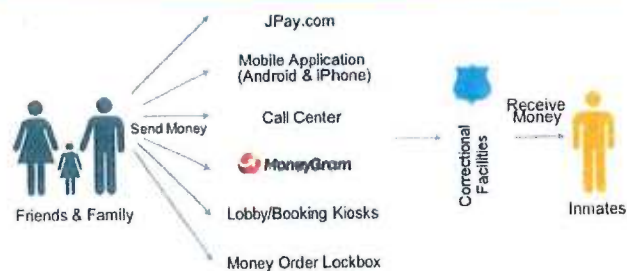 JPay.com
Mobile Application
(Android & iPhone)
Call Center
Send Money
MoneyGram
Lobby/Booking Kiosks
Money Order Lockbox
Friends & Family
Correctional
Facilities
Receive
Money
Inmates